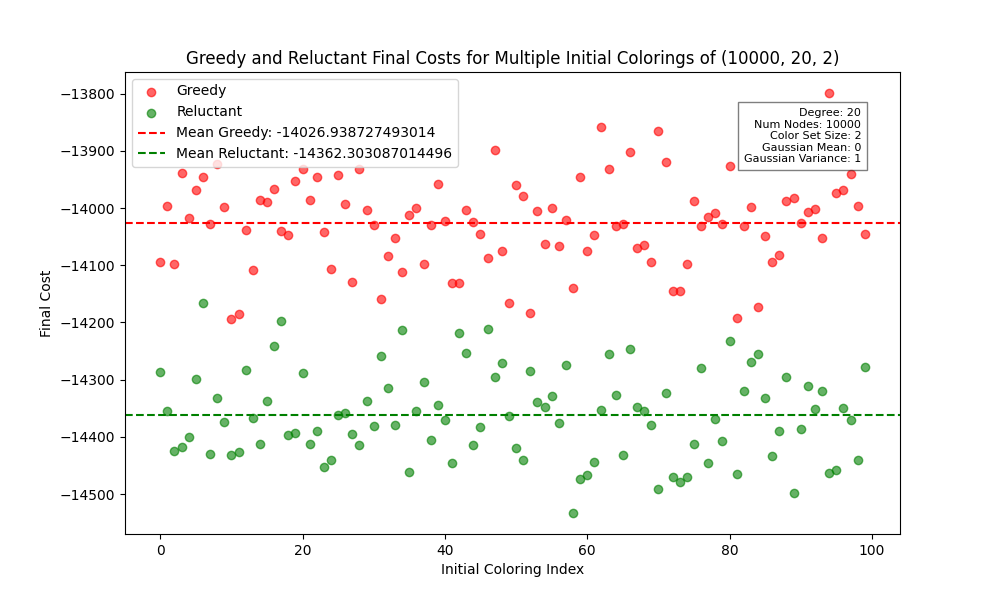 Greedy and Reluctant Final Costs for Multiple Initial Colorings of (10000, 20, 2)
Greedy
Reluctant
Mean Greedy: -14026.938727493014
Mean Reluctant: -14362.303087014496
Degree: 20
Num Nodes: 10000
Color Set Size: 2
Gaussian Mean: 0
Gaussian Variance: 1
Final Cost
−13800
−13900
−14000
−14100
−14200
−14300
−14400
−14500
0 20 40 60 80 100
Initial Coloring Index